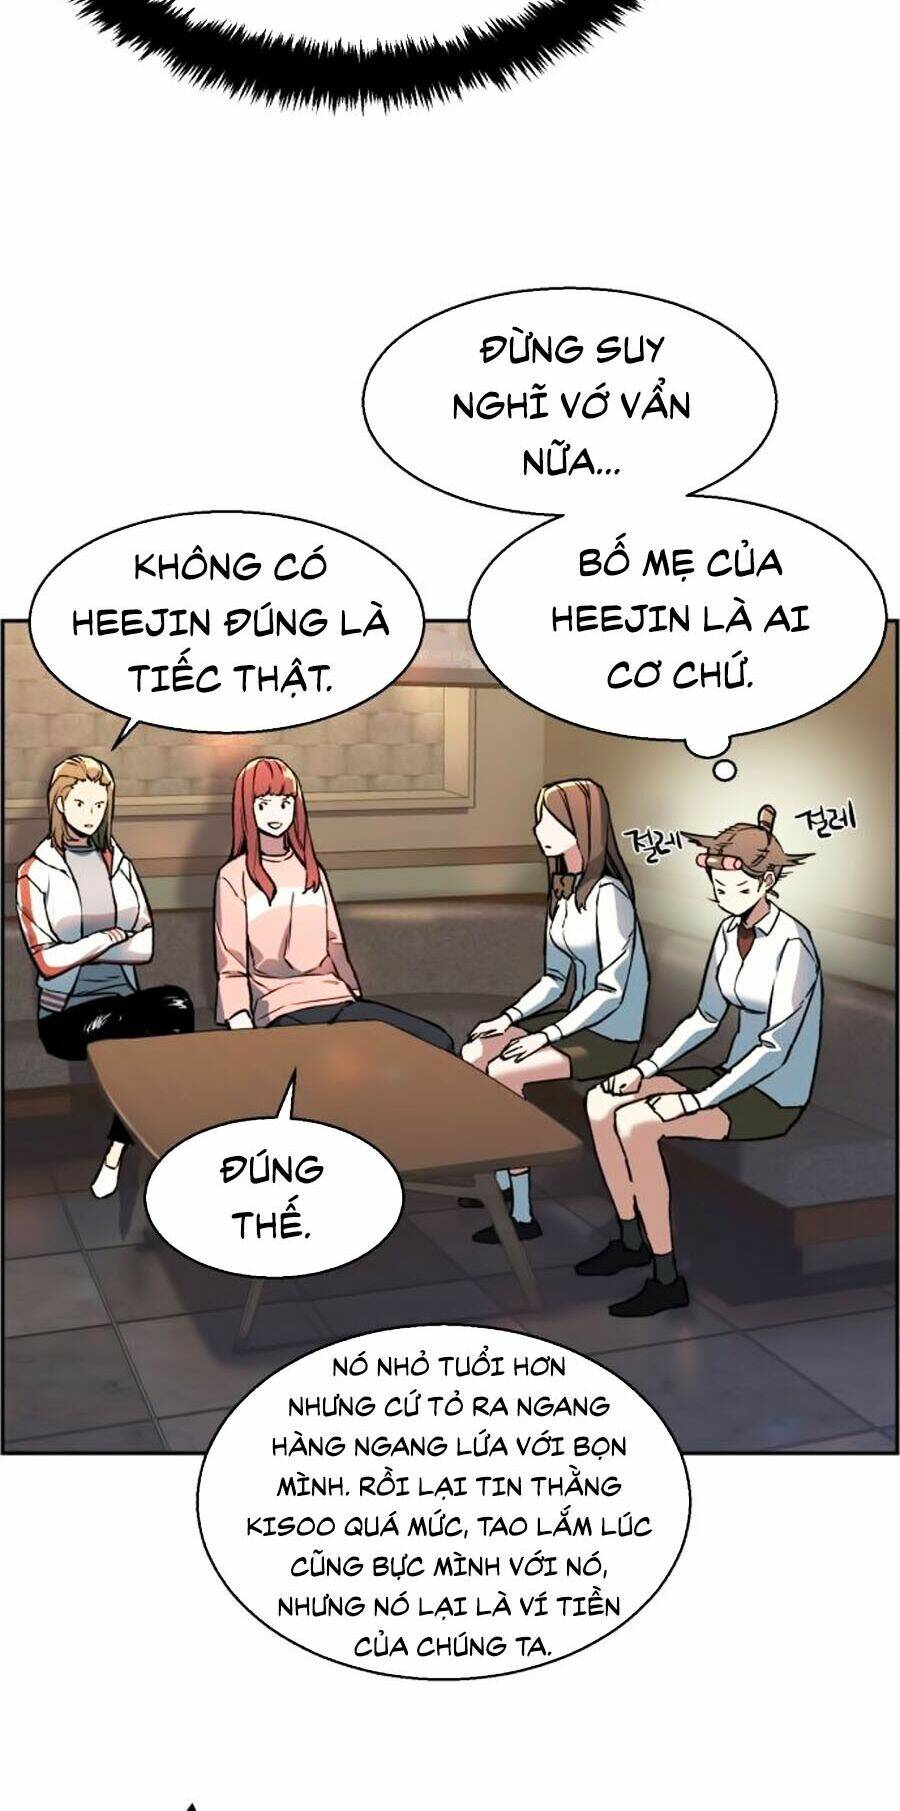 ĐỪNG SUY
NGHĨ VỚ VẨN
NỮA...
KHÔNG CÓ
HEEJIN ĐÚNG LÀ
TIẾC THẬT.
BỐ MẸ CỦA
HEEJIN LÀ AI
CƠ CHỨ.
절레
절레
ĐÚNG
THẾ.
NÓ NHỎ TUỔI HƠN
NHƯNG CỨ TỎ RA NGANG
HÀNG NGANG LỨA VỚI BỌN
MÌNH. RỒI LẠI TIN THẰNG
KISOO QUÁ MỨC, TAO LẮM LÚC
CŨNG BỰC MÌNH VỚI NÓ,
NHƯNG NÓ LẠI LÀ VÍ TIỀN
CỦA CHÚNG TA.